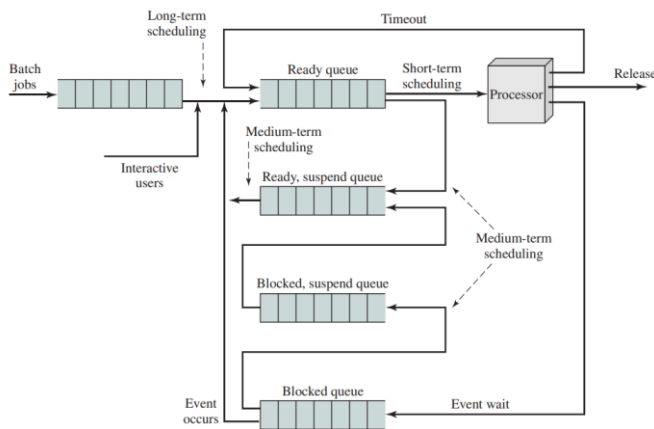 Long-term
scheduling
Timeout
Batch
jobs
Ready queue
Short-term
scheduling
Processor
Release
Medium-term
scheduling
Interactive
users
Ready, suspend queue
Medium-term
scheduling
Blocked, suspend queue
Blocked queue
Event
occurs
Event wait